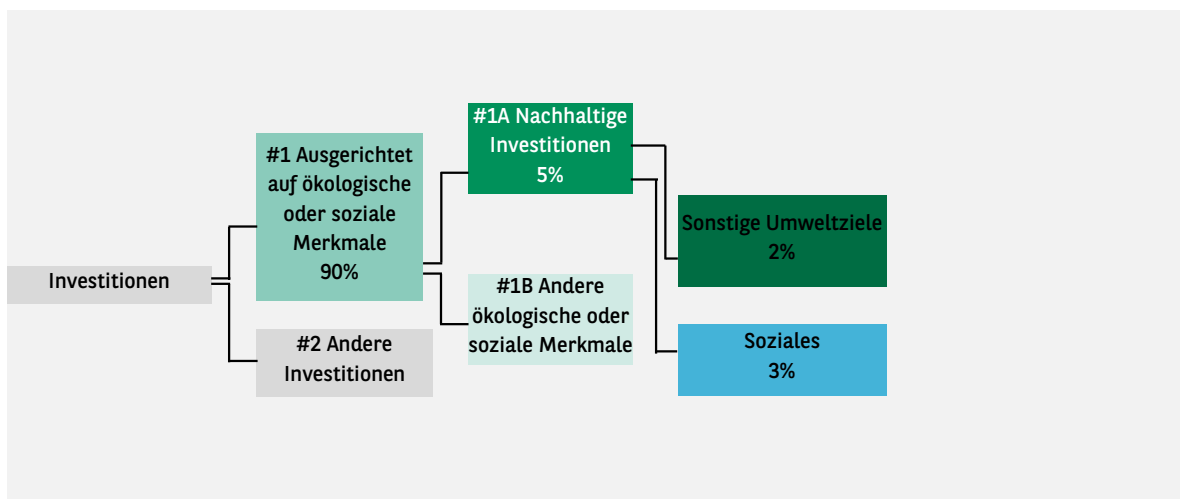 Investitionen
#1 Ausgerichtet
auf ökologische
oder soziale
Merkmale
90%
#2 Andere
Investitionen
#1A Nachhaltige
Investitionen
5%
#1B Andere
ökologische oder
soziale Merkmale
Sonstige Umweltziele
2%
Soziales
3%